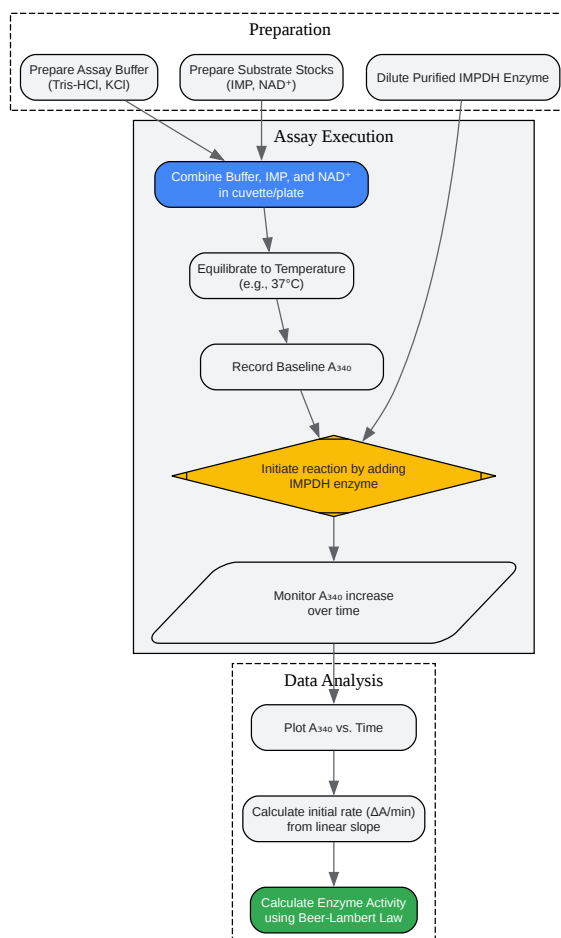 Preparation
Prepare Assay Buffer
(Tris-HCl, KCl)
Prepare Substrate Stocks
(IMP, NAD⁺)
Dilute Purified IMPDH Enzyme
Assay Execution
Combine Buffer, IMP, and NAD⁺
in cuvette/plate
Equilibrate to Temperature
(e.g., 37°C)
Record Baseline A₃₄₀
Initiate reaction by adding
IMPDH enzyme
Monitor A₃₄₀ increase
over time
Data Analysis
Plot A₃₄₀ vs. Time
Calculate initial rate (ΔA/min)
from linear slope
Calculate Enzyme Activity
using Beer-Lambert Law